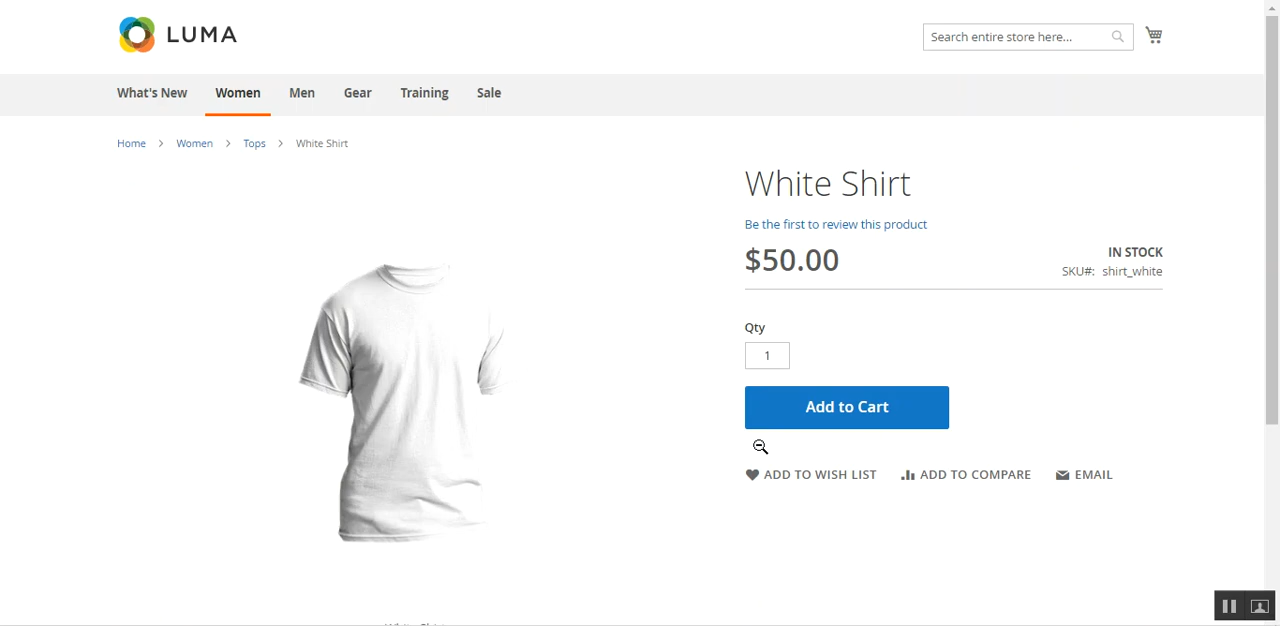 LUMA
Search entire store here...
What's New Women Men Gear Training Sale
Home > Women > Tops > White Shirt
White Shirt
Be the first to review this product
$50.00
IN STOCK
SKU#: shirt_white
Qty
1
Add to Cart
ADD TO WISH LIST ADD TO COMPARE EMAIL